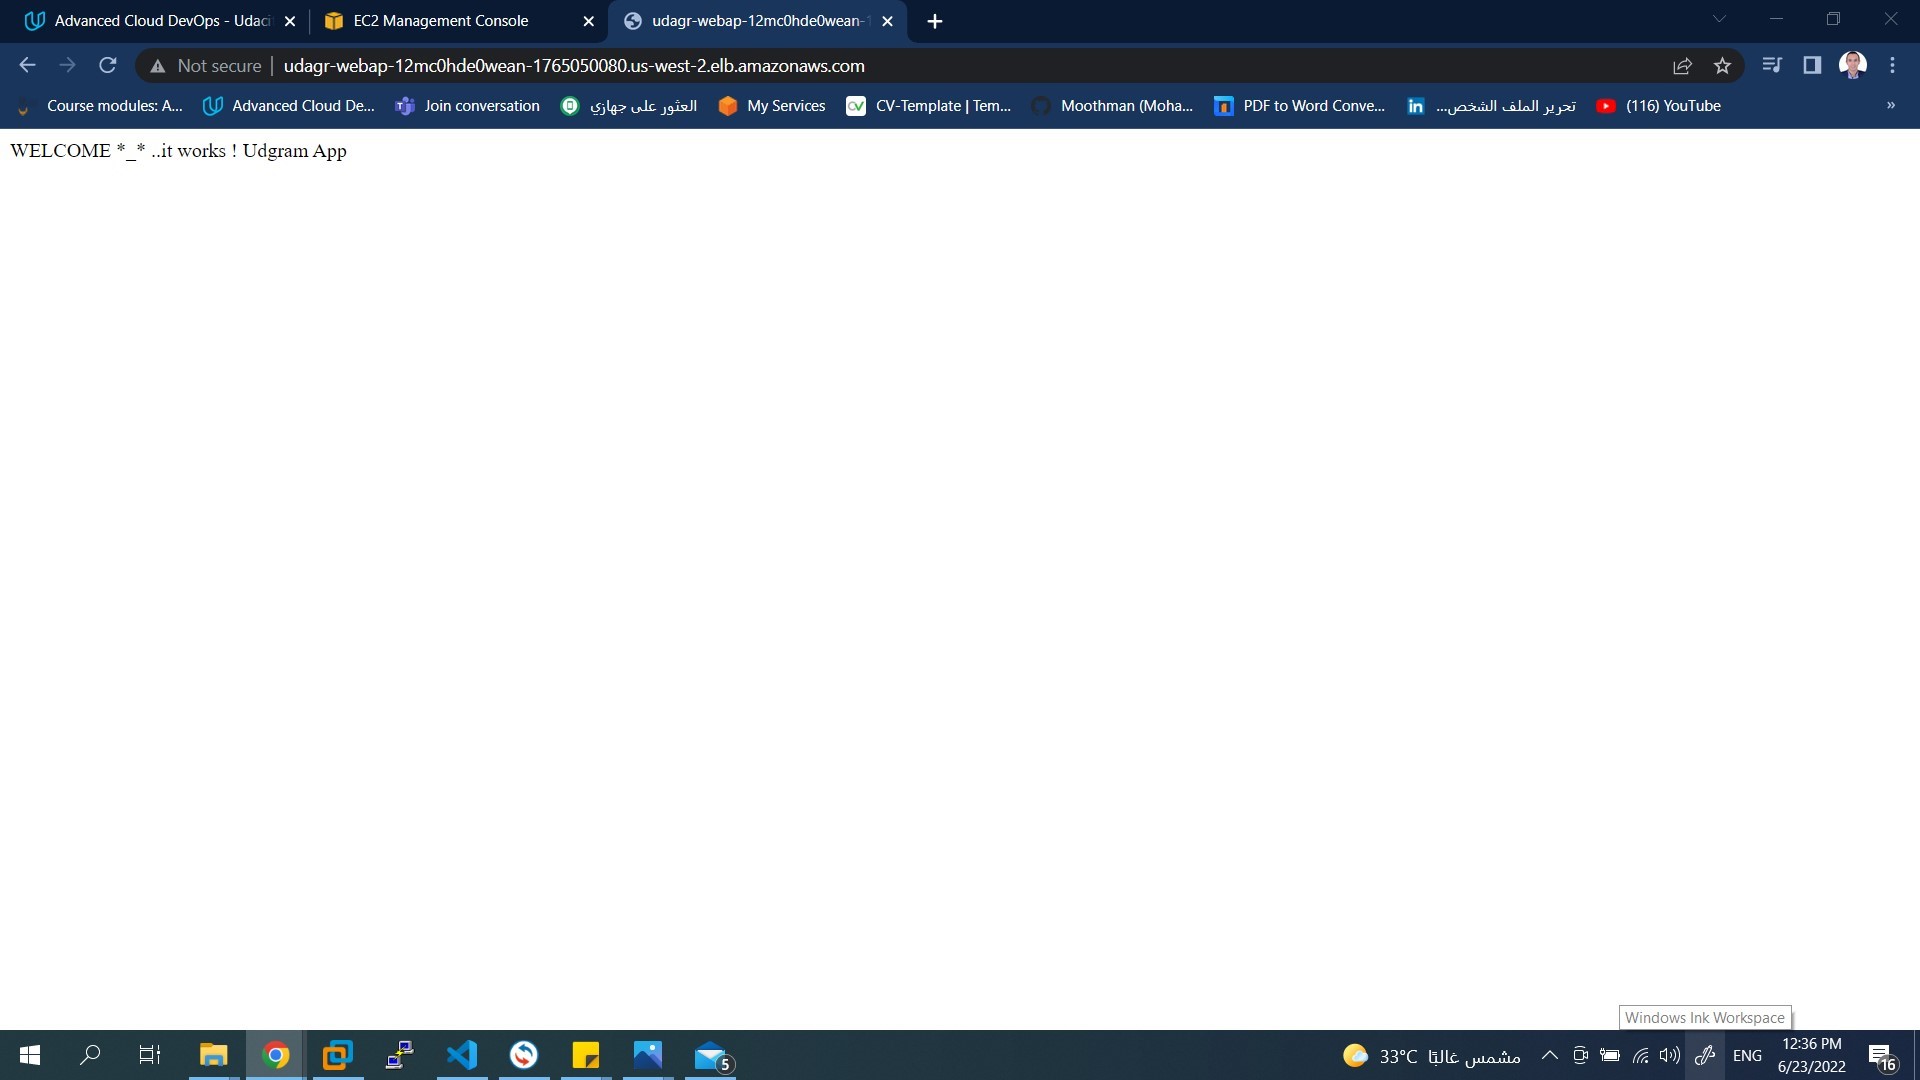 Advanced Cloud DevOps - Udaci
EC2 Management Console
udagr-webap-12mc0hde0wean-1
Not secure
udagr-webap-12mc0hde0wean-1765050080.us-west-2.elb.amazonaws.com
Course modules: A...
Advanced Cloud De...
Join conversation
العثور على جهازي
My Services
CV-Template | Tem...
Moothman (Moha...
PDF to Word Conve...
تحرير الملف الشخص...
(116) YouTube
»
WELCOME *_* ..it works ! Udgram App
Windows Ink Workspace
5
33°C مشمس غالبًا
ENG
12:36 PM
6/23/2022
16